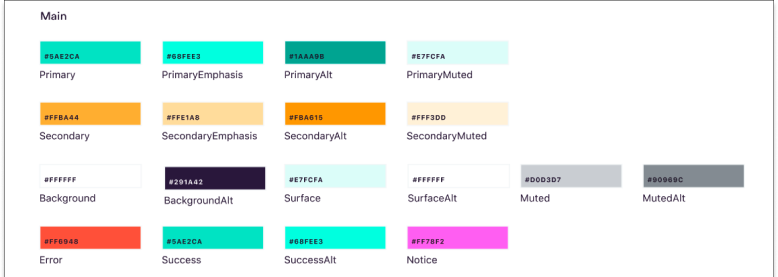 Main
#5AE2CA #68FEE3 #1AAA9B #E7FCFA
Primary PrimaryEmphasis PrimaryAlt PrimaryMuted
#FFBA44 #FFE1A8 #FBA615 #FFF3DD
Secondary SecondaryEmphasis SecondaryAlt SecondaryMuted
#FFFFFF #291A42 #E7FCFA #FFFFFF #D0D3D7 #90969C
Background BackgroundAlt Surface SurfaceAlt Muted MutedAlt
#FF6948 #5AE2CA #68FEE3 #FF78F2
Error Success SuccessAlt Notice